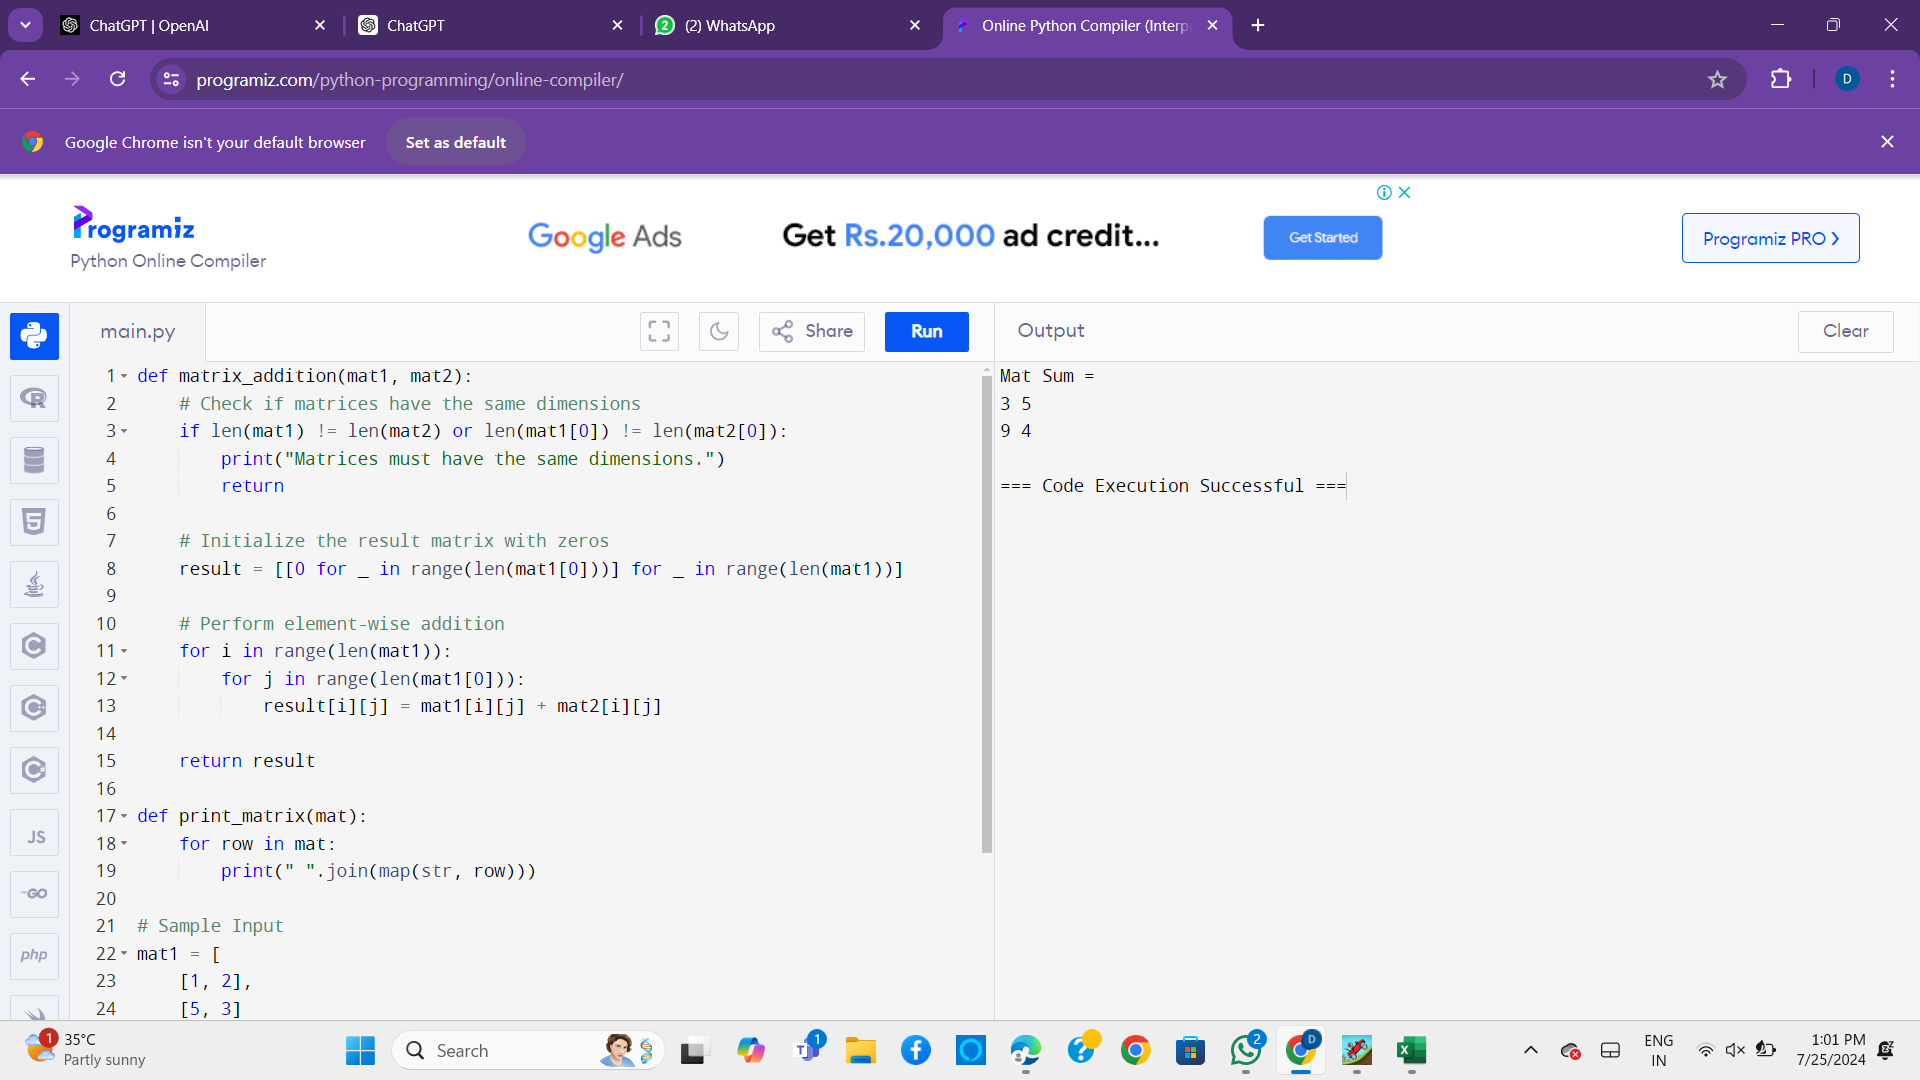 ChatGPT | OpenAI
ChatGPT
(2) WhatsApp
Online Python Compiler (Interp
programiz.com/python-programming/online-compiler/
D
Google Chrome isn't your default browser
Set as default
Programiz
Python Online Compiler
Google Ads
Get Rs.20,000 ad credit...
Get Started
Programiz PRO
main.py
Share
Run
Output
Clear
1 def matrix_addition(mat1, mat2):
2 # Check if matrices have the same dimensions
3 if len(mat1) != len(mat2) or len(mat1[0]) != len(mat2[0]):
4 print("Matrices must have the same dimensions.")
5 return
6
7 # Initialize the result matrix with zeros
8 result = [[0 for _ in range(len(mat1[0]))] for _ in range(len(mat1))]
9
10 # Perform element-wise addition
11 for i in range(len(mat1)):
12 for j in range(len(mat1[0])):
13 result[i][j] = mat1[i][j] + mat2[i][j]
14
15 return result
16
17 def print_matrix(mat):
18 for row in mat:
19 print(" ".join(map(str, row)))
20
21 # Sample Input
22 mat1 = [
23 [1, 2],
24 [5, 3]
Mat Sum =
3 5
9 4
=== Code Execution Successful ===
JS
GO
php
1
35°C
Partly sunny
Search
1
2
D
ENG
IN
1:01 PM
7/25/2024